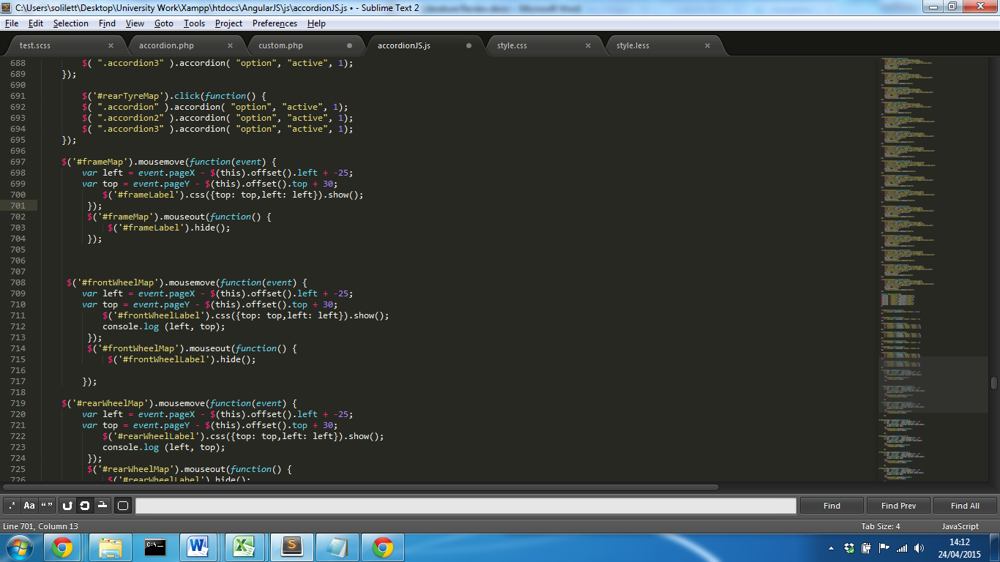 C:\Users\solilett\Desktop\University Work\Xampp\htdocs\AngularJS\js\accordionJS.js • - Sublime Text 2
File Edit Selection Find View Goto Tools Project Preferences Help
test.scss × accordion.php × custom.php accordionJS.js style.css × style.less ×
688 $( ".accordion3" ).accordion( "option", "active", 1);
689 });
690
691 $('#rearTyreMap').click(function() {
692 $( ".accordion" ).accordion( "option", "active", 1);
693 $( ".accordion2" ).accordion( "option", "active", 1);
694 $( ".accordion3" ).accordion( "option", "active", 1);
695 });
696
697 $('#frameMap').mousemove(function(event) {
698 var left = event.pageX - $(this).offset().left + -25;
699 var top = event.pageY - $(this).offset().top + 30;
700 $('#frameLabel').css({top: top,left: left}).show();
701 });
702 $('#frameMap').mouseout(function() {
703 $('#frameLabel').hide();
704 });
705
706
707
708 $('#frontWheelMap').mousemove(function(event) {
709 var left = event.pageX - $(this).offset().left + -25;
710 var top = event.pageY - $(this).offset().top + 30;
711 $('#frontWheelLabel').css({top: top,left: left}).show();
712 console.log (left, top);
713 });
714 $('#frontWheelMap').mouseout(function() {
715 $('#frontWheelLabel').hide();
716
717 });
718
719 $('#rearWheelMap').mousemove(function(event) {
720 var left = event.pageX - $(this).offset().left + -25;
721 var top = event.pageY - $(this).offset().top + 30;
722 $('#rearWheelLabel').css({top: top,left: left}).show();
723 console.log (left, top);
724 });
725 $('#rearWheelMap').mouseout(function() {
726 $('#rearWheelLabel').hide();
.* Aa “” Find Find Prev Find All
Line 701, Column 13 Tab Size: 4 JavaScript
C:\
14:12
24/04/2015